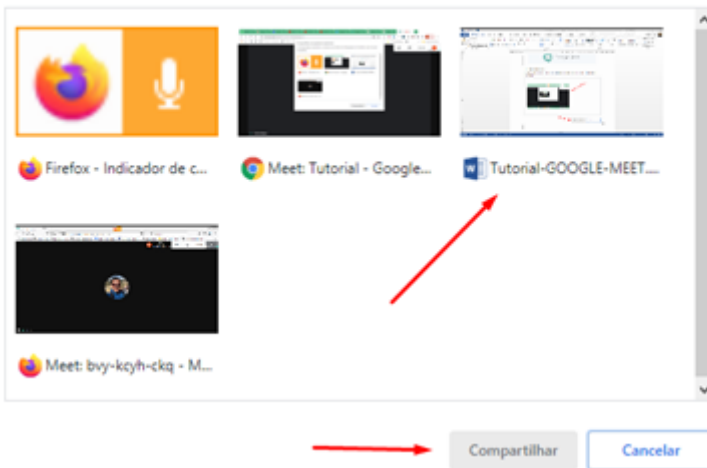 Firefox - Indicador de c...
Meet: Tutorial - Google...
Tutorial-GOOGLE-MEET....
Meet: bvy-kcyh-ckq - M...
Compartilhar
Cancelar